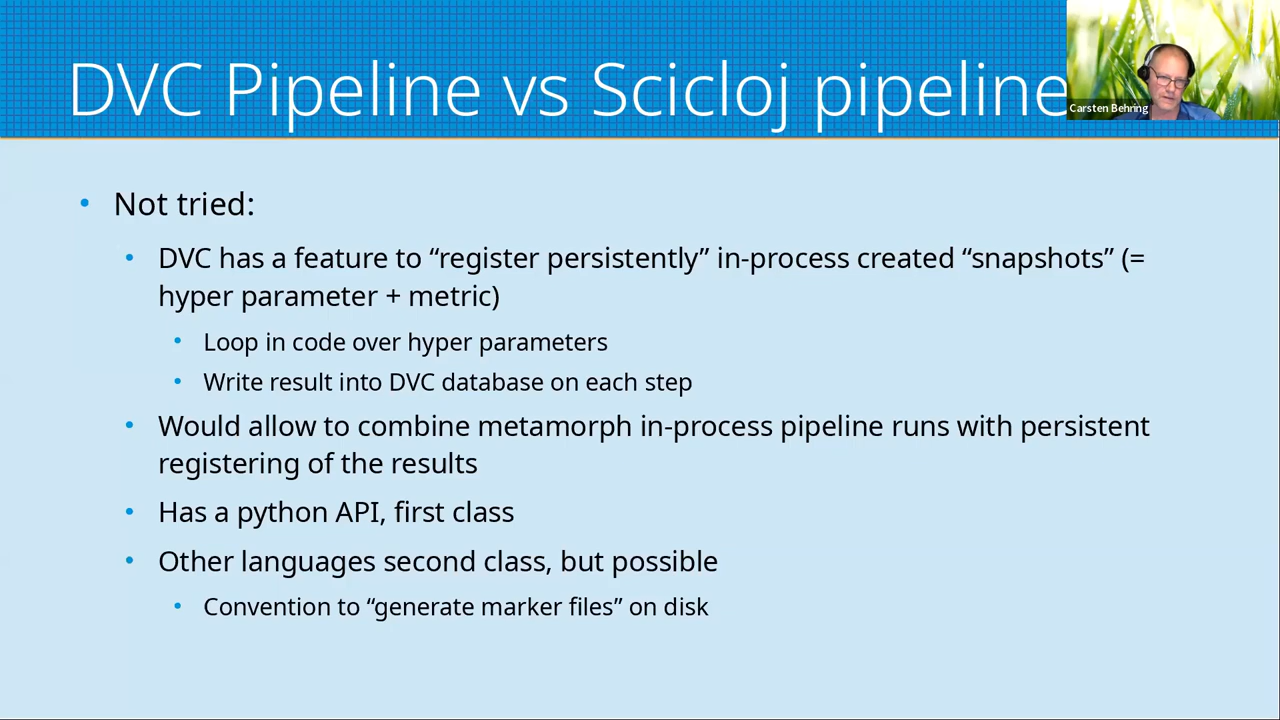 DVC Pipeline vs Scicloj pipeline
Carsten Behring
Not tried:
DVC has a feature to “register persistently” in-process created “snapshots” (=
hyper parameter + metric)
Loop in code over hyper parameters
Write result into DVC database on each step
Would allow to combine metamorph in-process pipeline runs with persistent
registering of the results
Has a python API, first class
Other languages second class, but possible
Convention to “generate marker files” on disk